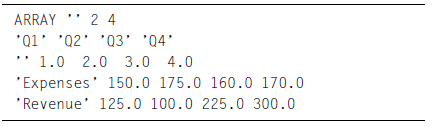 ARRAY '' 2 4
'Q1' 'Q2' 'Q3' 'Q4'
'' 1.0 2.0 3.0 4.0
'Expenses' 150.0 175.0 160.0 170.0
'Revenue' 125.0 100.0 225.0 300.0